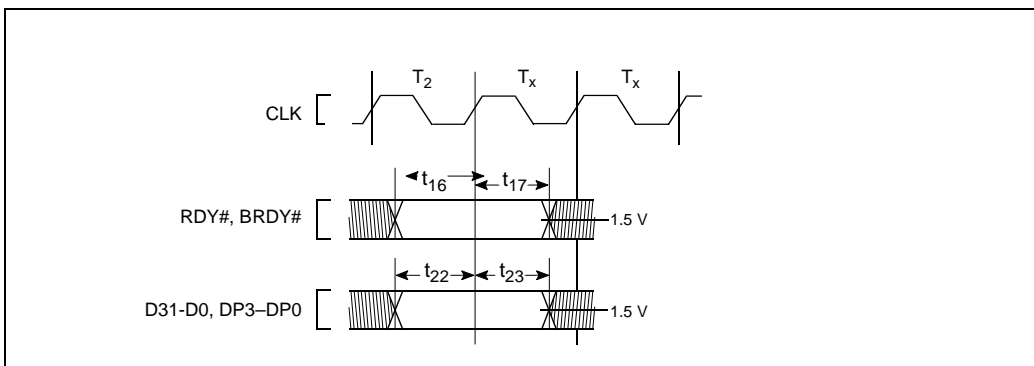 T2 Tx Tx
CLK
t16 t17
RDY#, BRDY#
1.5 V
t22 t23
D31-D0, DP3–DP0
1.5 V